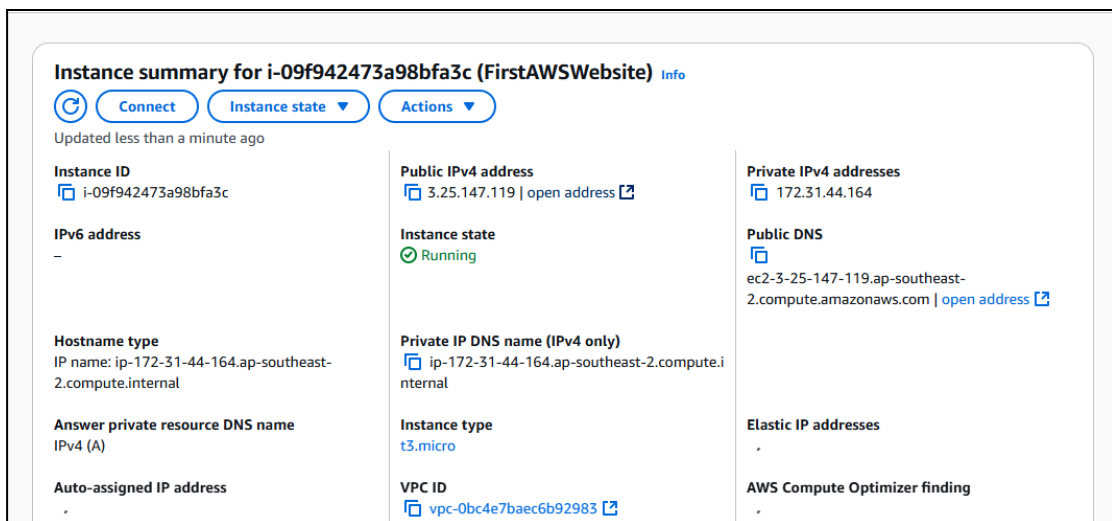 Instance summary for i-09f942473a98bfa3c (FirstAWSWebsite) Info
Connect
Instance state
Actions
Updated less than a minute ago
Instance ID
i-09f942473a98bfa3c
Public IPv4 address
3.25.147.119 | open address
Private IPv4 addresses
172.31.44.164
IPv6 address
–
Instance state
Running
Public DNS
ec2-3-25-147-119.ap-southeast-
2.compute.amazonaws.com | open address
Hostname type
IP name: ip-172-31-44-164.ap-southeast-
2.compute.internal
Private IP DNS name (IPv4 only)
ip-172-31-44-164.ap-southeast-2.compute.i
nternal
Answer private resource DNS name
IPv4 (A)
Instance type
t3.micro
Elastic IP addresses
Auto-assigned IP address
VPC ID
vpc-0bc4e7baec6b92983
AWS Compute Optimizer finding